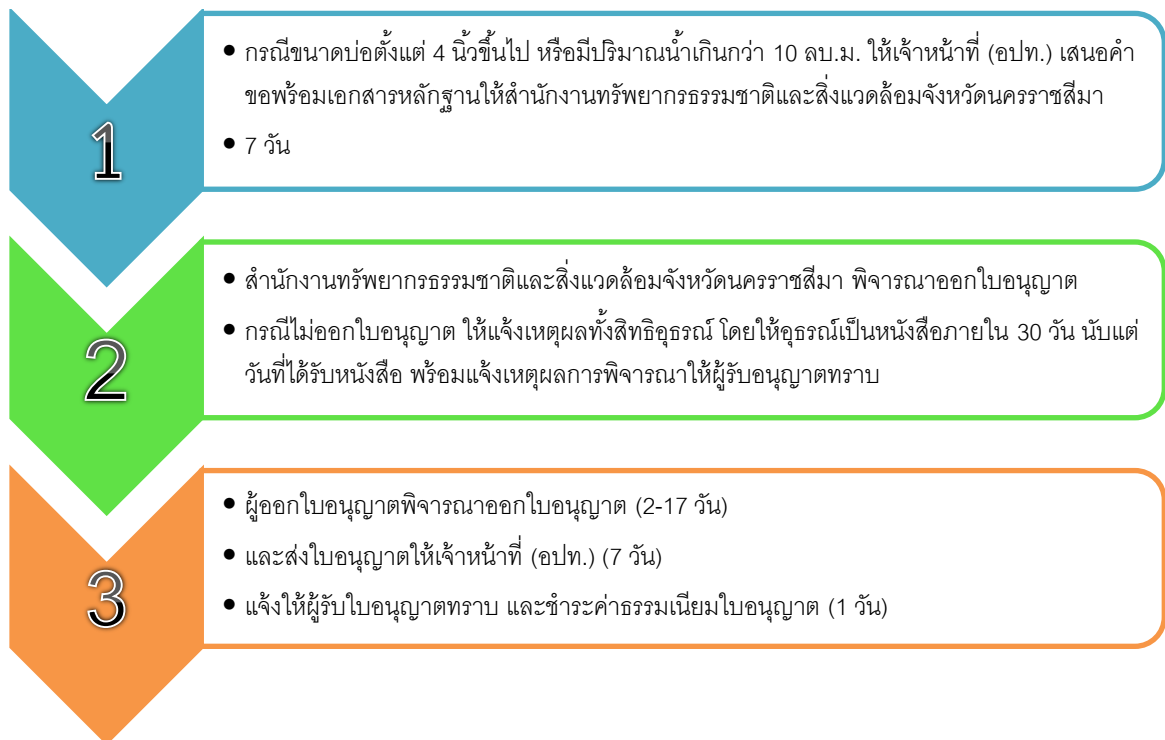 1
• กรณีขนาดบ่อตั้งแต่ 4 นิ้วขึ้นไป หรือมีปริมาณน้ำเกินกว่า 10 ลบ.ม. ให้เจ้าหน้าที่ (อปท.) เสนอคำ
ขอพร้อมเอกสารหลักฐานให้สำนักงานทรัพยากรธรรมชาติและสิ่งแวดล้อมจังหวัดนครราชสีมา
• 7 วัน
2
• สำนักงานทรัพยากรธรรมชาติและสิ่งแวดล้อมจังหวัดนครราชสีมา พิจารณาออกใบอนุญาต
• กรณีไม่ออกใบอนุญาต ให้แจ้งเหตุผลทั้งสิทธิอุธรณ์ โดยให้อุธรณ์เป็นหนังสือภายใน 30 วัน นับแต่
วันที่ได้รับหนังสือ พร้อมแจ้งเหตุผลการพิจารณาให้ผู้รับอนุญาตทราบ
3
• ผู้ออกใบอนุญาตพิจารณาออกใบอนุญาต (2-17 วัน)
• และส่งใบอนุญาตให้เจ้าหน้าที่ (อปท.) (7 วัน)
• แจ้งให้ผู้รับใบอนุญาตทราบ และชำระค่าธรรมเนียมใบอนุญาต (1 วัน)